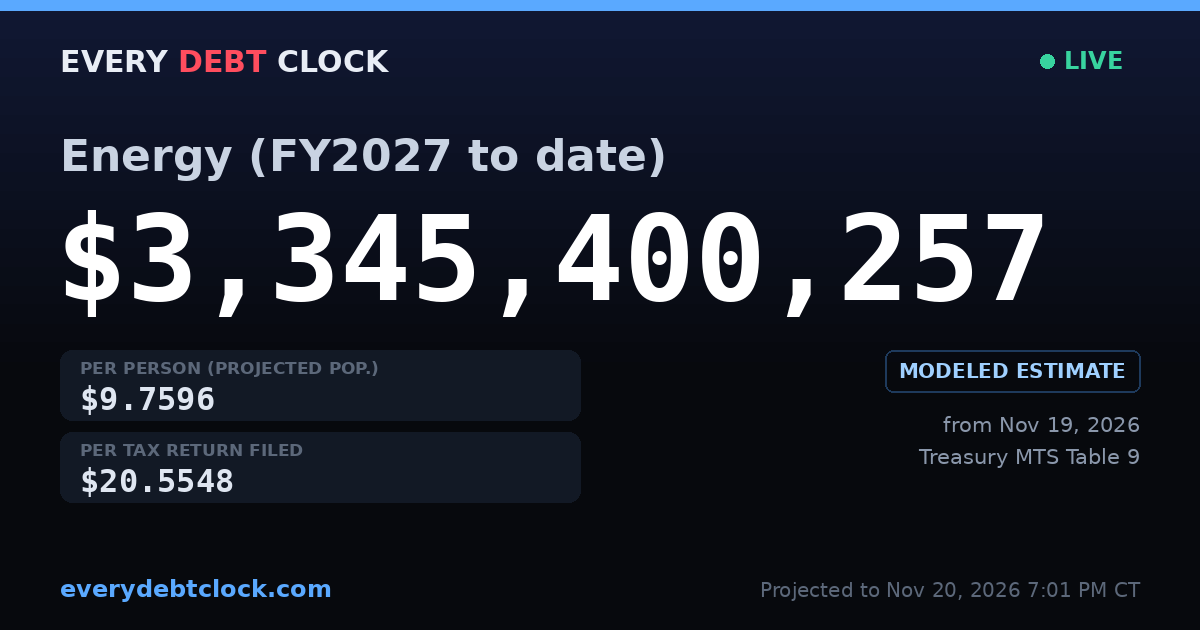 EVERY DEBT CLOCK
LIVE
Energy (FY2027 to date)
$3,345,400,257
PER PERSON (PROJECTED POP.)
$9.7596
PER TAX RETURN FILED
$20.5548
MODELED ESTIMATE
from Nov 19, 2026
Treasury MTS Table 9
everydebtclock.com
Projected to Nov 20, 2026 7:01 PM CT